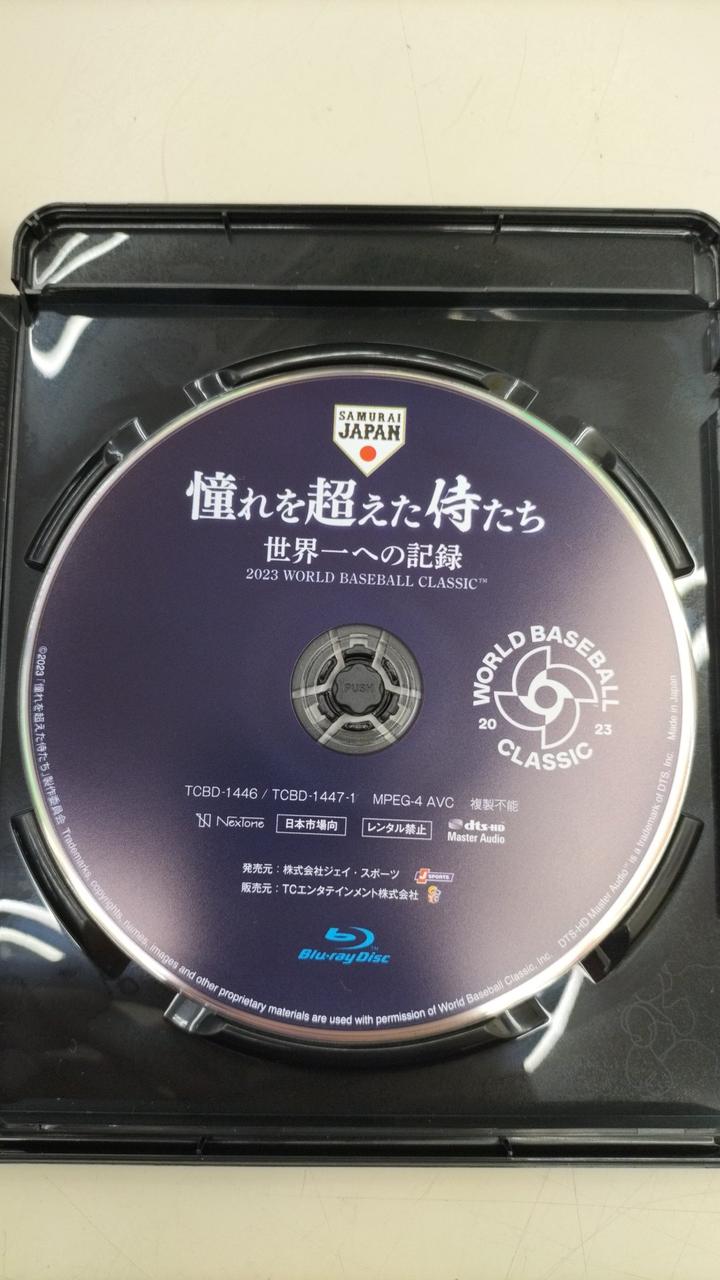 SAMURAI
JAPAN
憧れを超えた侍たち
世界一への記録
2023 WORLD BASEBALL CLASSIC™
WORLD BASEBALL
20 23
CLASSIC
PUSH
TCBD-1446 / TCBD-1447-1 MPEG-4 AVC 複製不能
NexTone 日本市場向 レンタル禁止 dts-HD
Master Audio
発売元：株式会社ジェイ・スポーツ J SPORTS
販売元：TCエンタテインメント株式会社
Blu-ray Disc™
©2023「憧れを超えた侍たち」製作委員会 Trademarks, copyrights, names, images and other proprietary materials are used with permission of World Baseball Classic, Inc. DTS-HD Master Audio™ is a trademark of DTS, Inc. Made in Japan